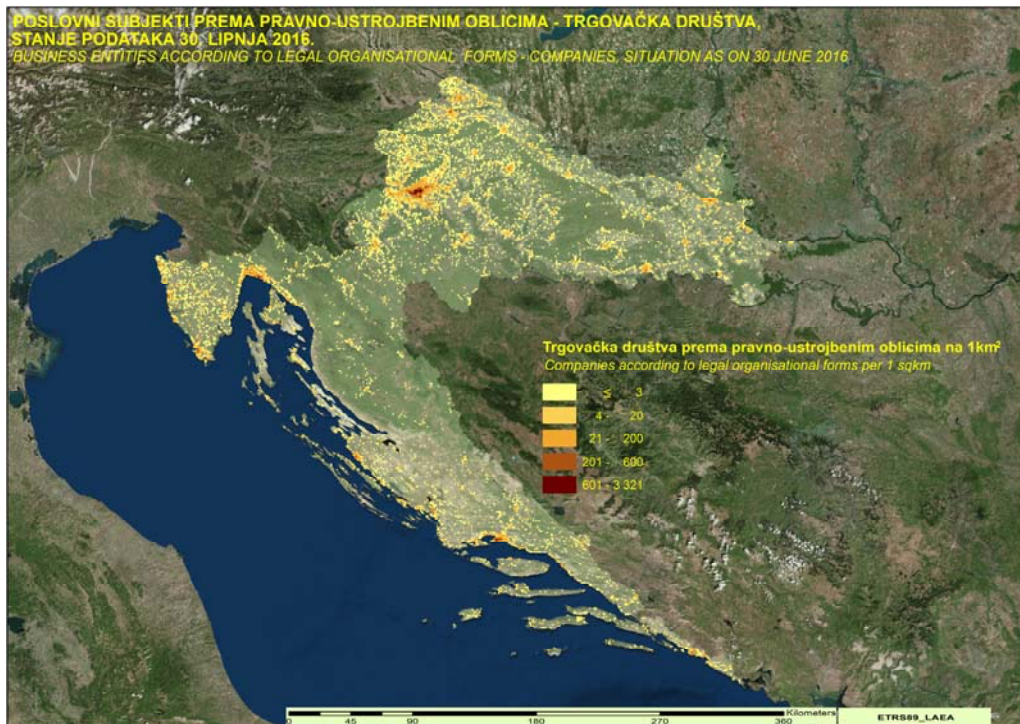 POSLOVNI SUBJEKTI PREMA PRAVNO-USTROJBENIM OBLICIMA - TRGOVAČKA DRUŠTVA,
STANJE PODATAKA 30. LIPNJA 2016.
BUSINESS ENTITIES ACCORDING TO LEGAL ORGANISATIONAL FORMS - COMPANIES, SITUATION AS ON 30 JUNE 2016
Trgovačka društva prema pravno-ustrojbenim oblicima na 1km²
Companies according to legal organisational forms per 1 sqkm
≤ 3
4 - 20
21 - 200
201 - 600
601 - 3 321
Kilometers
0 45 90 180 270 360
ETRS89_LAEA